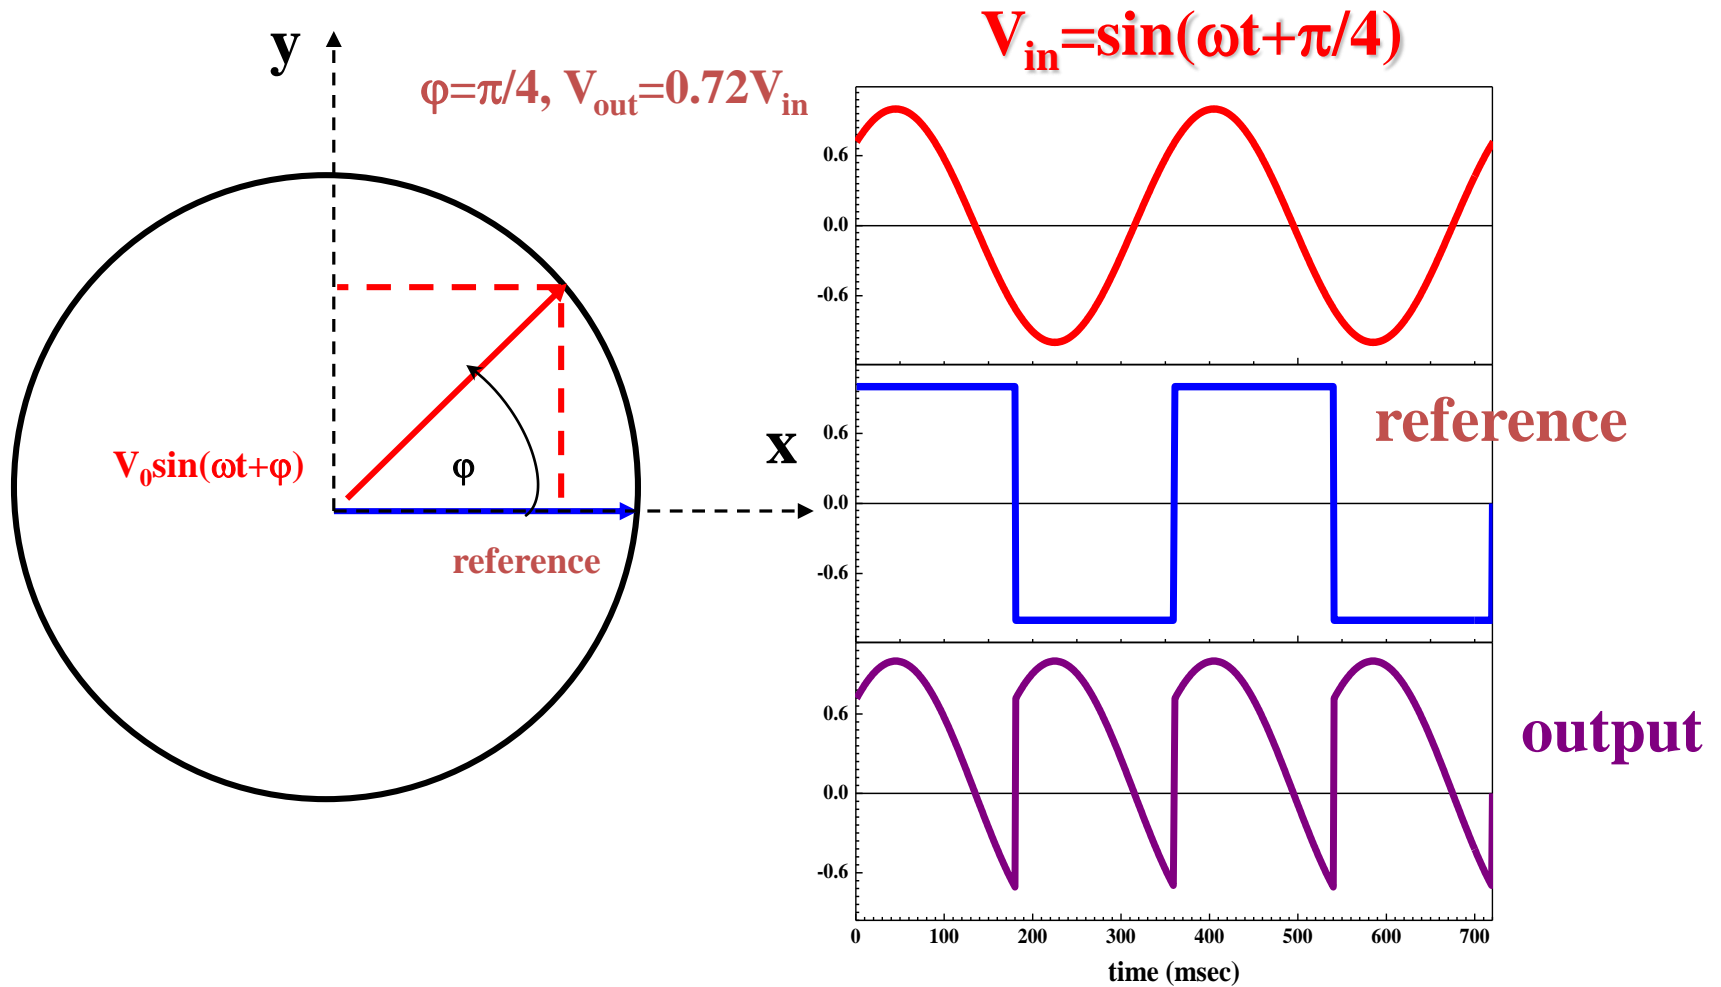 y
φ=π/4, Vout=0.72Vin
x
V0sin(ωt+φ)
φ
reference
Vin=sin(ωt+π/4)
0.6
0.0
-0.6
reference
0.6
0.0
-0.6
output
0.6
0.0
-0.6
0 100 200 300 400 500 600 700
time (msec)